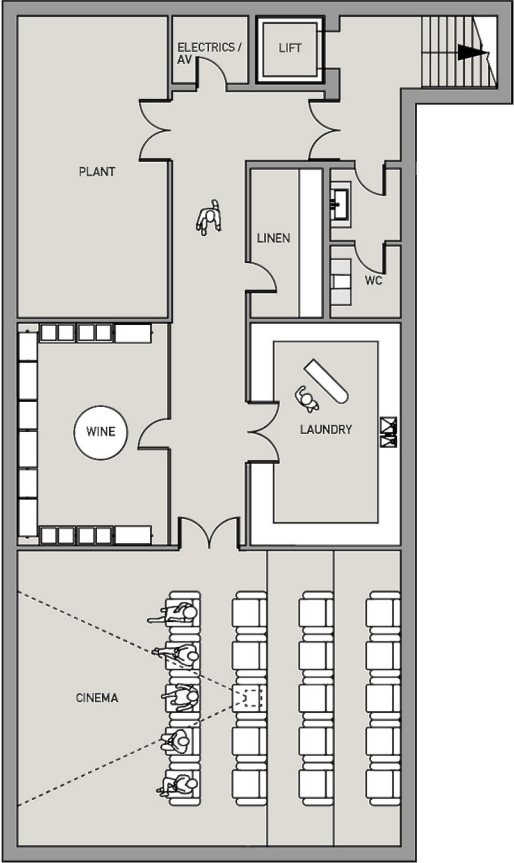 ELECTRICS /
AV
LIFT
PLANT
LINEN
WC
WINE
LAUNDRY
CINEMA